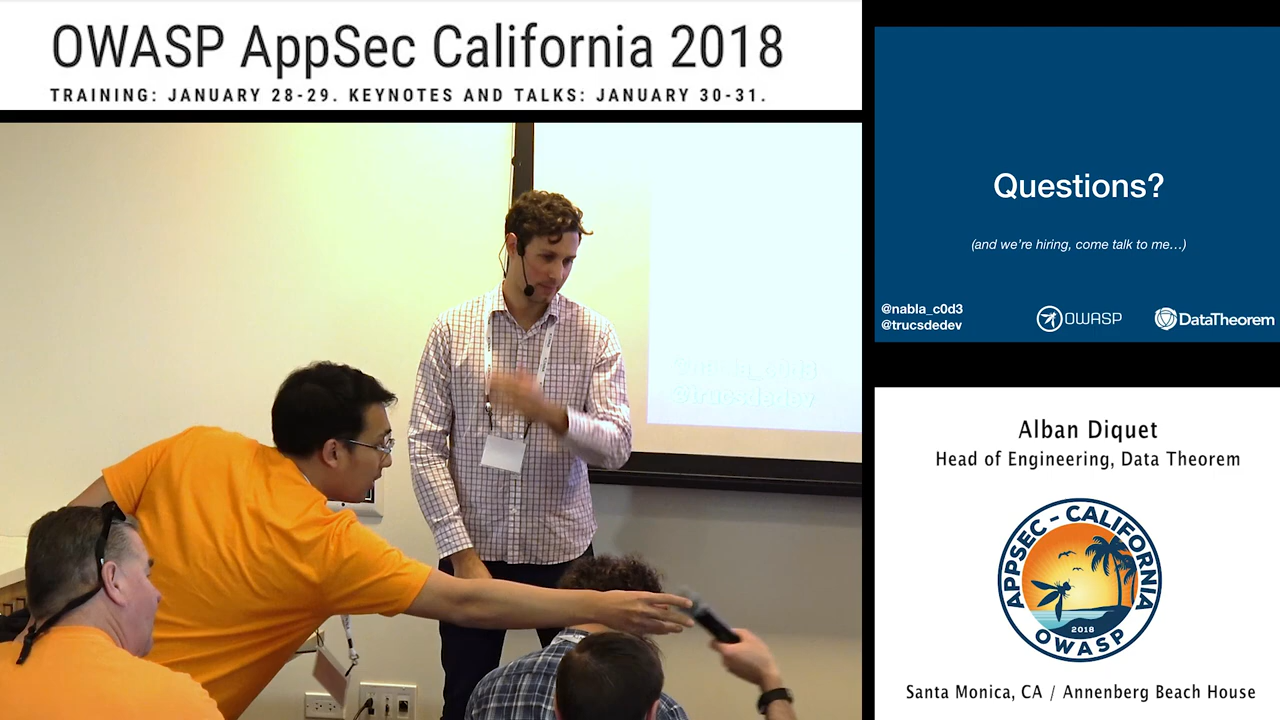 OWASP AppSec California 2018
TRAINING: JANUARY 28-29. KEYNOTES AND TALKS: JANUARY 30-31.
Questions?
(and we're hiring, come talk to me...)
@nabla_c0d3
@trucsdedev
OWASP
DataTheorem
@nabla_c0d3
@trucsdedev
Alban Diquet
Head of Engineering, Data Theorem
APPSEC - CALIFORNIA
2018
OWASP
Santa Monica, CA / Annenberg Beach House